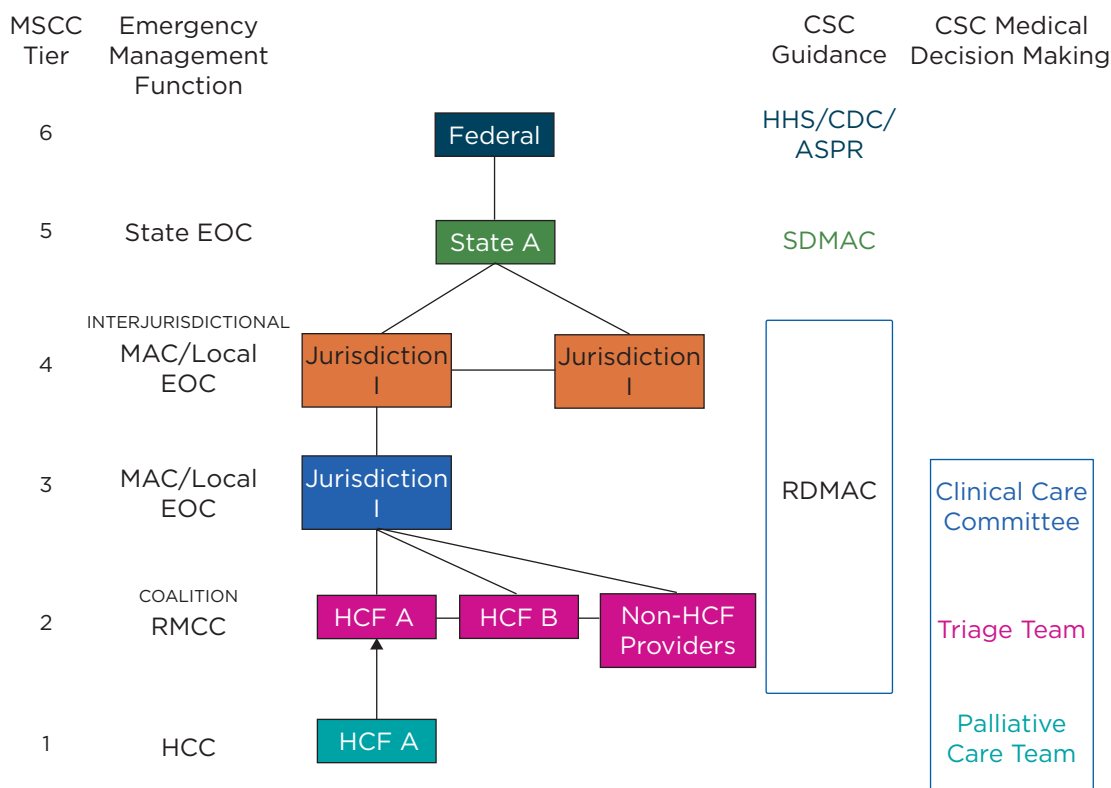 MSCC
Tier
Emergency
Management
Function
CSC
Guidance
CSC Medical
Decision Making
6
Federal
HHS/CDC/
ASPR
5
State EOC
State A
SDMAC
INTERJURISDICTIONAL
4
MAC/Local
EOC
Jurisdiction
I
Jurisdiction
I
3
MAC/Local
EOC
Jurisdiction
I
RDMAC
Clinical Care
Committee
COALITION
2
RMCC
HCF A
HCF B
Non-HCF
Providers
Triage Team
1
HCC
HCF A
Palliative
Care Team